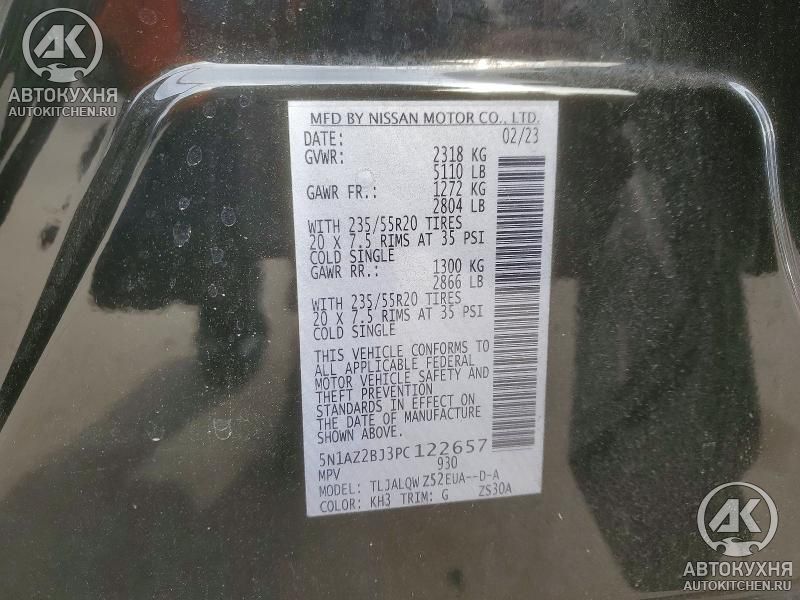 AK
АВТОКУХНЯ
AUTOKITCHEN.RU
MFD BY NISSAN MOTOR CO., LTD.
DATE: 02/23
GVWR: 2318 KG
5110 LB
GAWR FR.: 1272 KG
2804 LB
WITH 235/55R20 TIRES
20 X 7.5 RIMS AT 35 PSI
COLD SINGLE
GAWR RR.: 1300 KG
2866 LB
WITH 235/55R20 TIRES
20 X 7.5 RIMS AT 35 PSI
COLD SINGLE
THIS VEHICLE CONFORMS TO
ALL APPLICABLE FEDERAL
MOTOR VEHICLE SAFETY AND
THEFT PREVENTION
STANDARDS IN EFFECT ON
THE DATE OF MANUFACTURE
SHOWN ABOVE.
5N1AZ2BJ3PC122657
MPV 930
MODEL: TLJALQW Z52EUA--D-A
COLOR: KH3 TRIM: G ZS30A
AK
АВТОКУХНЯ
AUTOKITCHEN.RU